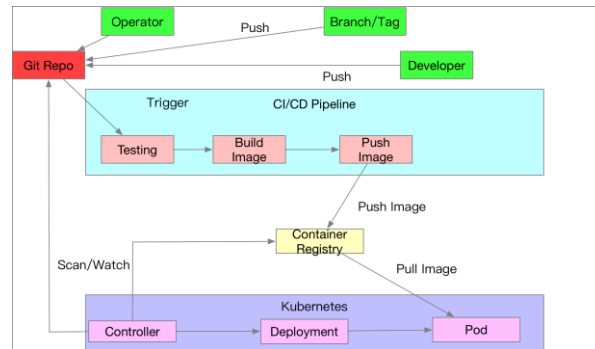 Operator
Branch/Tag
Push
Git Repo
Developer
Push
Trigger
CI/CD Pipeline
Testing
Build
Image
Push
Image
Push Image
Container
Registry
Scan/Watch
Pull Image
Kubernetes
Controller
Deployment
Pod